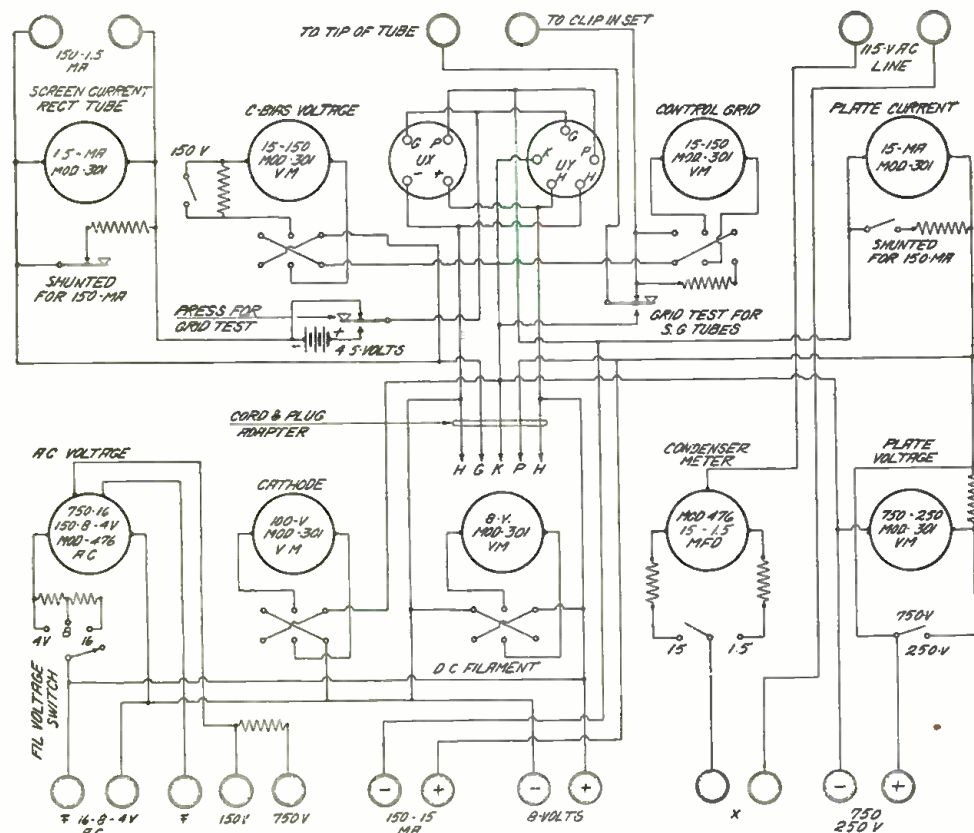 150-1.5
MA
TO TIP OF TUBE
TO CLIP IN SET
115-V AC
LINE
SCREEN CURRENT
RECT TUBE
C-BIAS VOLTAGE
CONTROL GRID
PLATE CURRENT
1.5-MA
MOD-301
150 V
15-150
MOD-301
VM
G P
UX
- +
G
K P
UY
H H
15-150
MOD-301
VM
15-MA
MOD-301
SHUNTED
FOR 150-MA
SHUNTED
FOR 150-MA
PRESS FOR
GRID TEST
- +
4.5-VOLTS
GRID TEST FOR
S.G TUBES
CORD & PLUG
ADAPTER
H G K P H
AC VOLTAGE
CATHODE
CONDENSER
METER
PLATE
VOLTAGE
750-16
150-8-4V
MOD-476
AC
100-V
MOD-301
VM
8-V.
MOD-301
VM
MOD 476
15-1.5
MFD
750-250
MOD-301
VM
4V 8 16
FIL VOLTAGE
SWITCH
D.C FILAMENT
15 1.5
750-V
250-V
- + - + - +
F 16-8-4V
A.C
F
150V
750V
150-15
MA
8-VOLTS
X
750
250 V